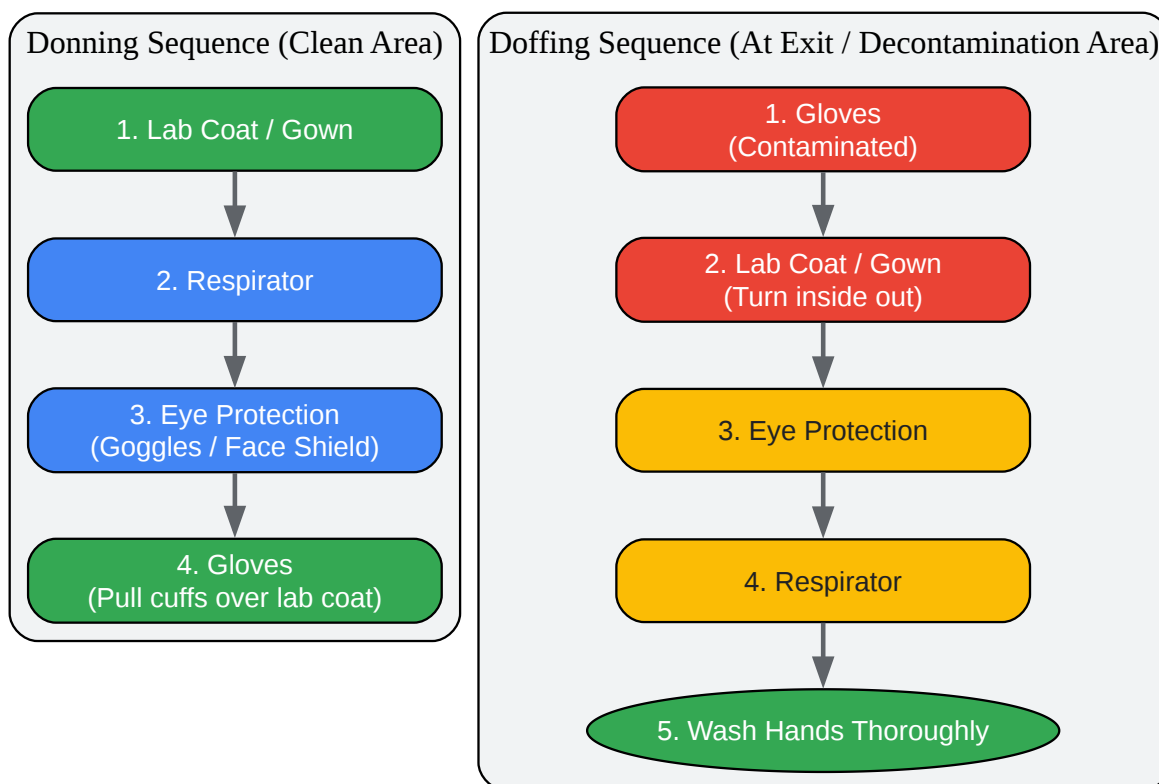 Donning Sequence (Clean Area)
1. Lab Coat / Gown
2. Respirator
3. Eye Protection
(Goggles / Face Shield)
4. Gloves
(Pull cuffs over lab coat)
Doffing Sequence (At Exit / Decontamination Area)
1. Gloves
(Contaminated)
2. Lab Coat / Gown
(Turn inside out)
3. Eye Protection
4. Respirator
5. Wash Hands Thoroughly